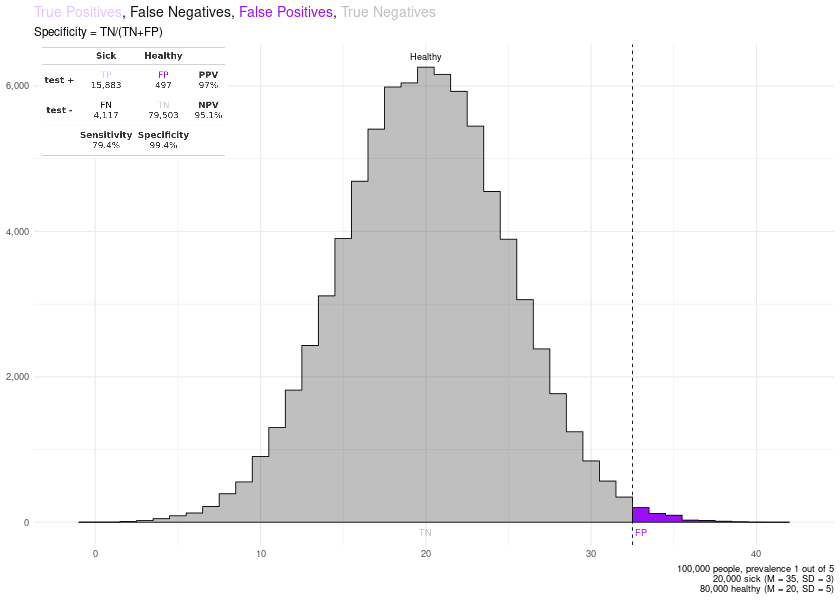 True Positives, False Negatives, False Positives, True Negatives
Specificity = TN/(TN+FP)
Sick Healthy
TP FP PPV
test + 15,883 497 97%
FN TN NPV
test - 4,117 79,503 95.1%
Sensitivity Specificity
79.4% 99.4%
Healthy
6,000
4,000
2,000
0
TN FP
0 10 20 30 40
100,000 people, prevalence 1 out of 5
20,000 sick (M = 35, SD = 3)
80,000 healthy (M = 20, SD = 5)